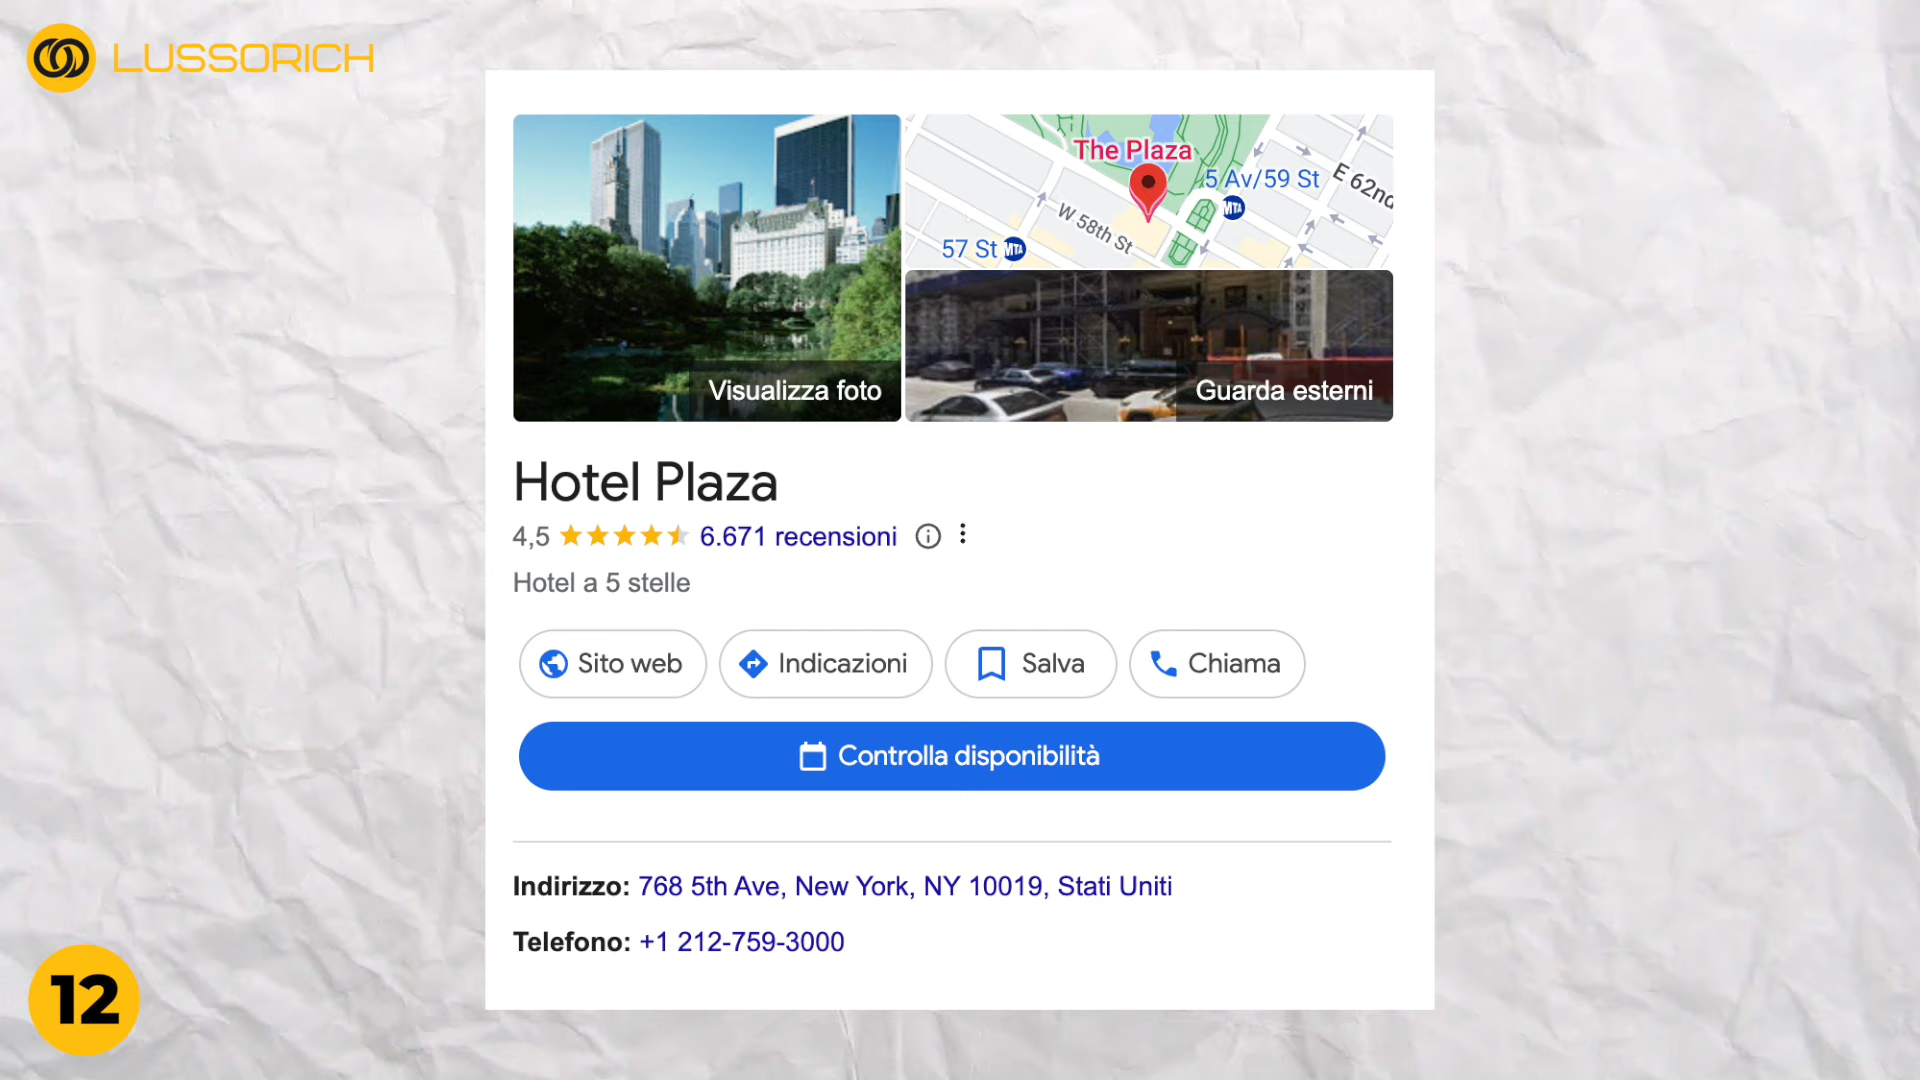 LUSSORICH
The Plaza
5 Av/59 St
MTA
E 62nd
W 58th St
57 St MTA
Visualizza foto
Guarda esterni
Hotel Plaza
4,5 6.671 recensioni
Hotel a 5 stelle
Sito web Indicazioni Salva Chiama
Controlla disponibilità
Indirizzo: 768 5th Ave, New York, NY 10019, Stati Uniti
Telefono: +1 212-759-3000
12